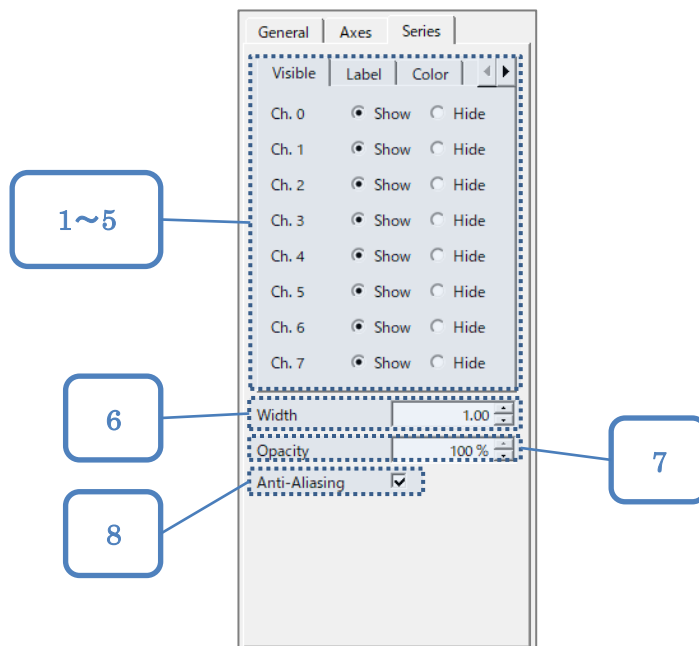 General Axes Series
Visible Label Color
Ch. 0 Show Hide
Ch. 1 Show Hide
Ch. 2 Show Hide
Ch. 3 Show Hide
Ch. 4 Show Hide
Ch. 5 Show Hide
Ch. 6 Show Hide
Ch. 7 Show Hide
Width 1.00
Opacity 100 %
Anti-Aliasing
1～5
6
7
8